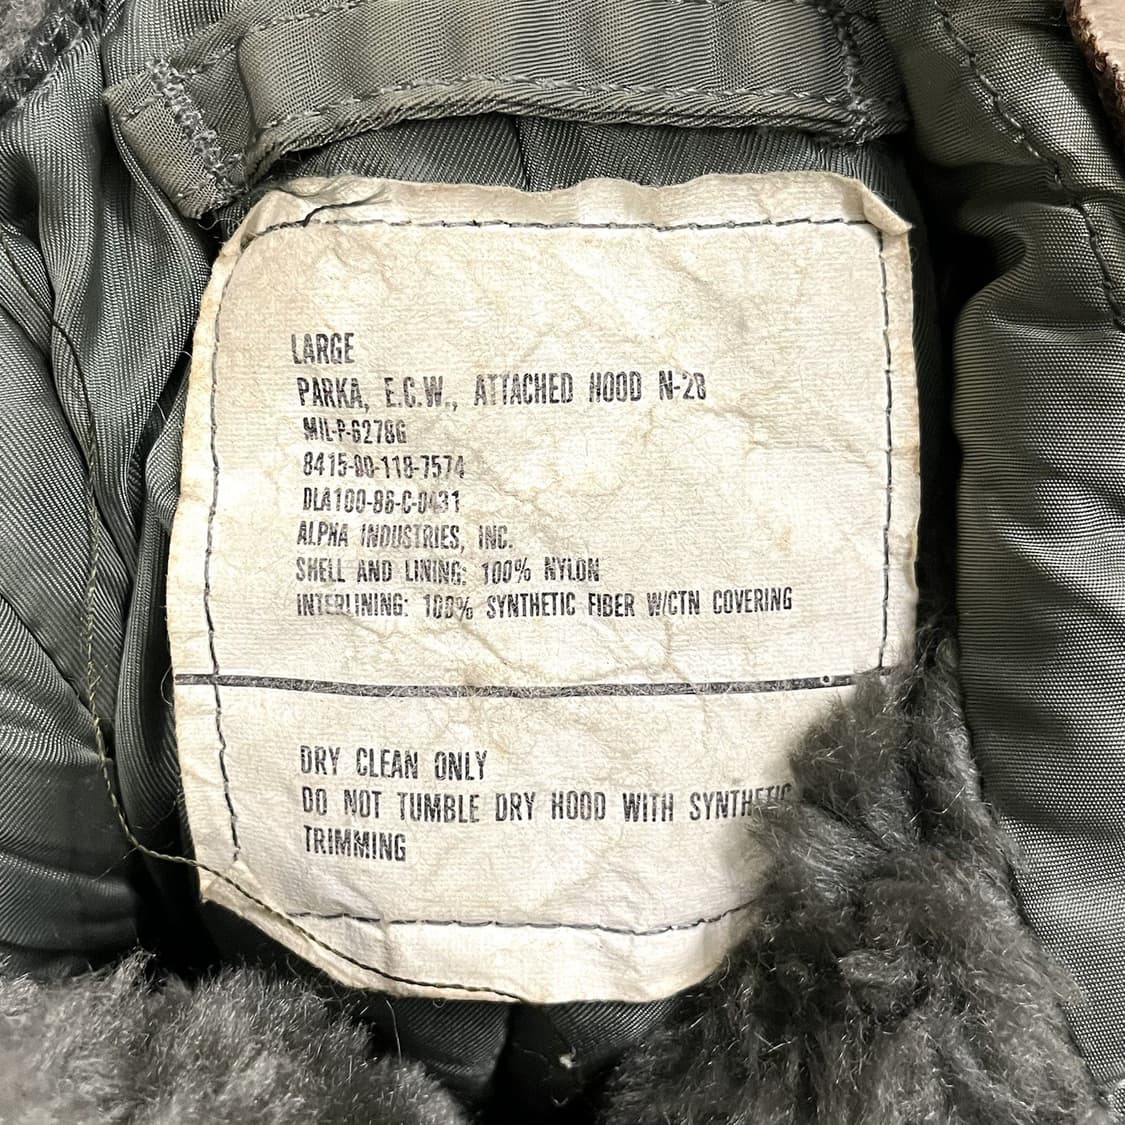 LARGE
PARKA, E.C.W., ATTACHED HOOD N-2B
MIL-P-6278G
8415-00-118-7574
DLA100-86-C-0431
ALPHA INDUSTRIES, INC.
SHELL AND LINING: 100% NYLON
INTERLINING: 100% SYNTHETIC FIBER W/CTN COVERING
DRY CLEAN ONLY
DO NOT TUMBLE DRY HOOD WITH SYNTHETIC
TRIMMING